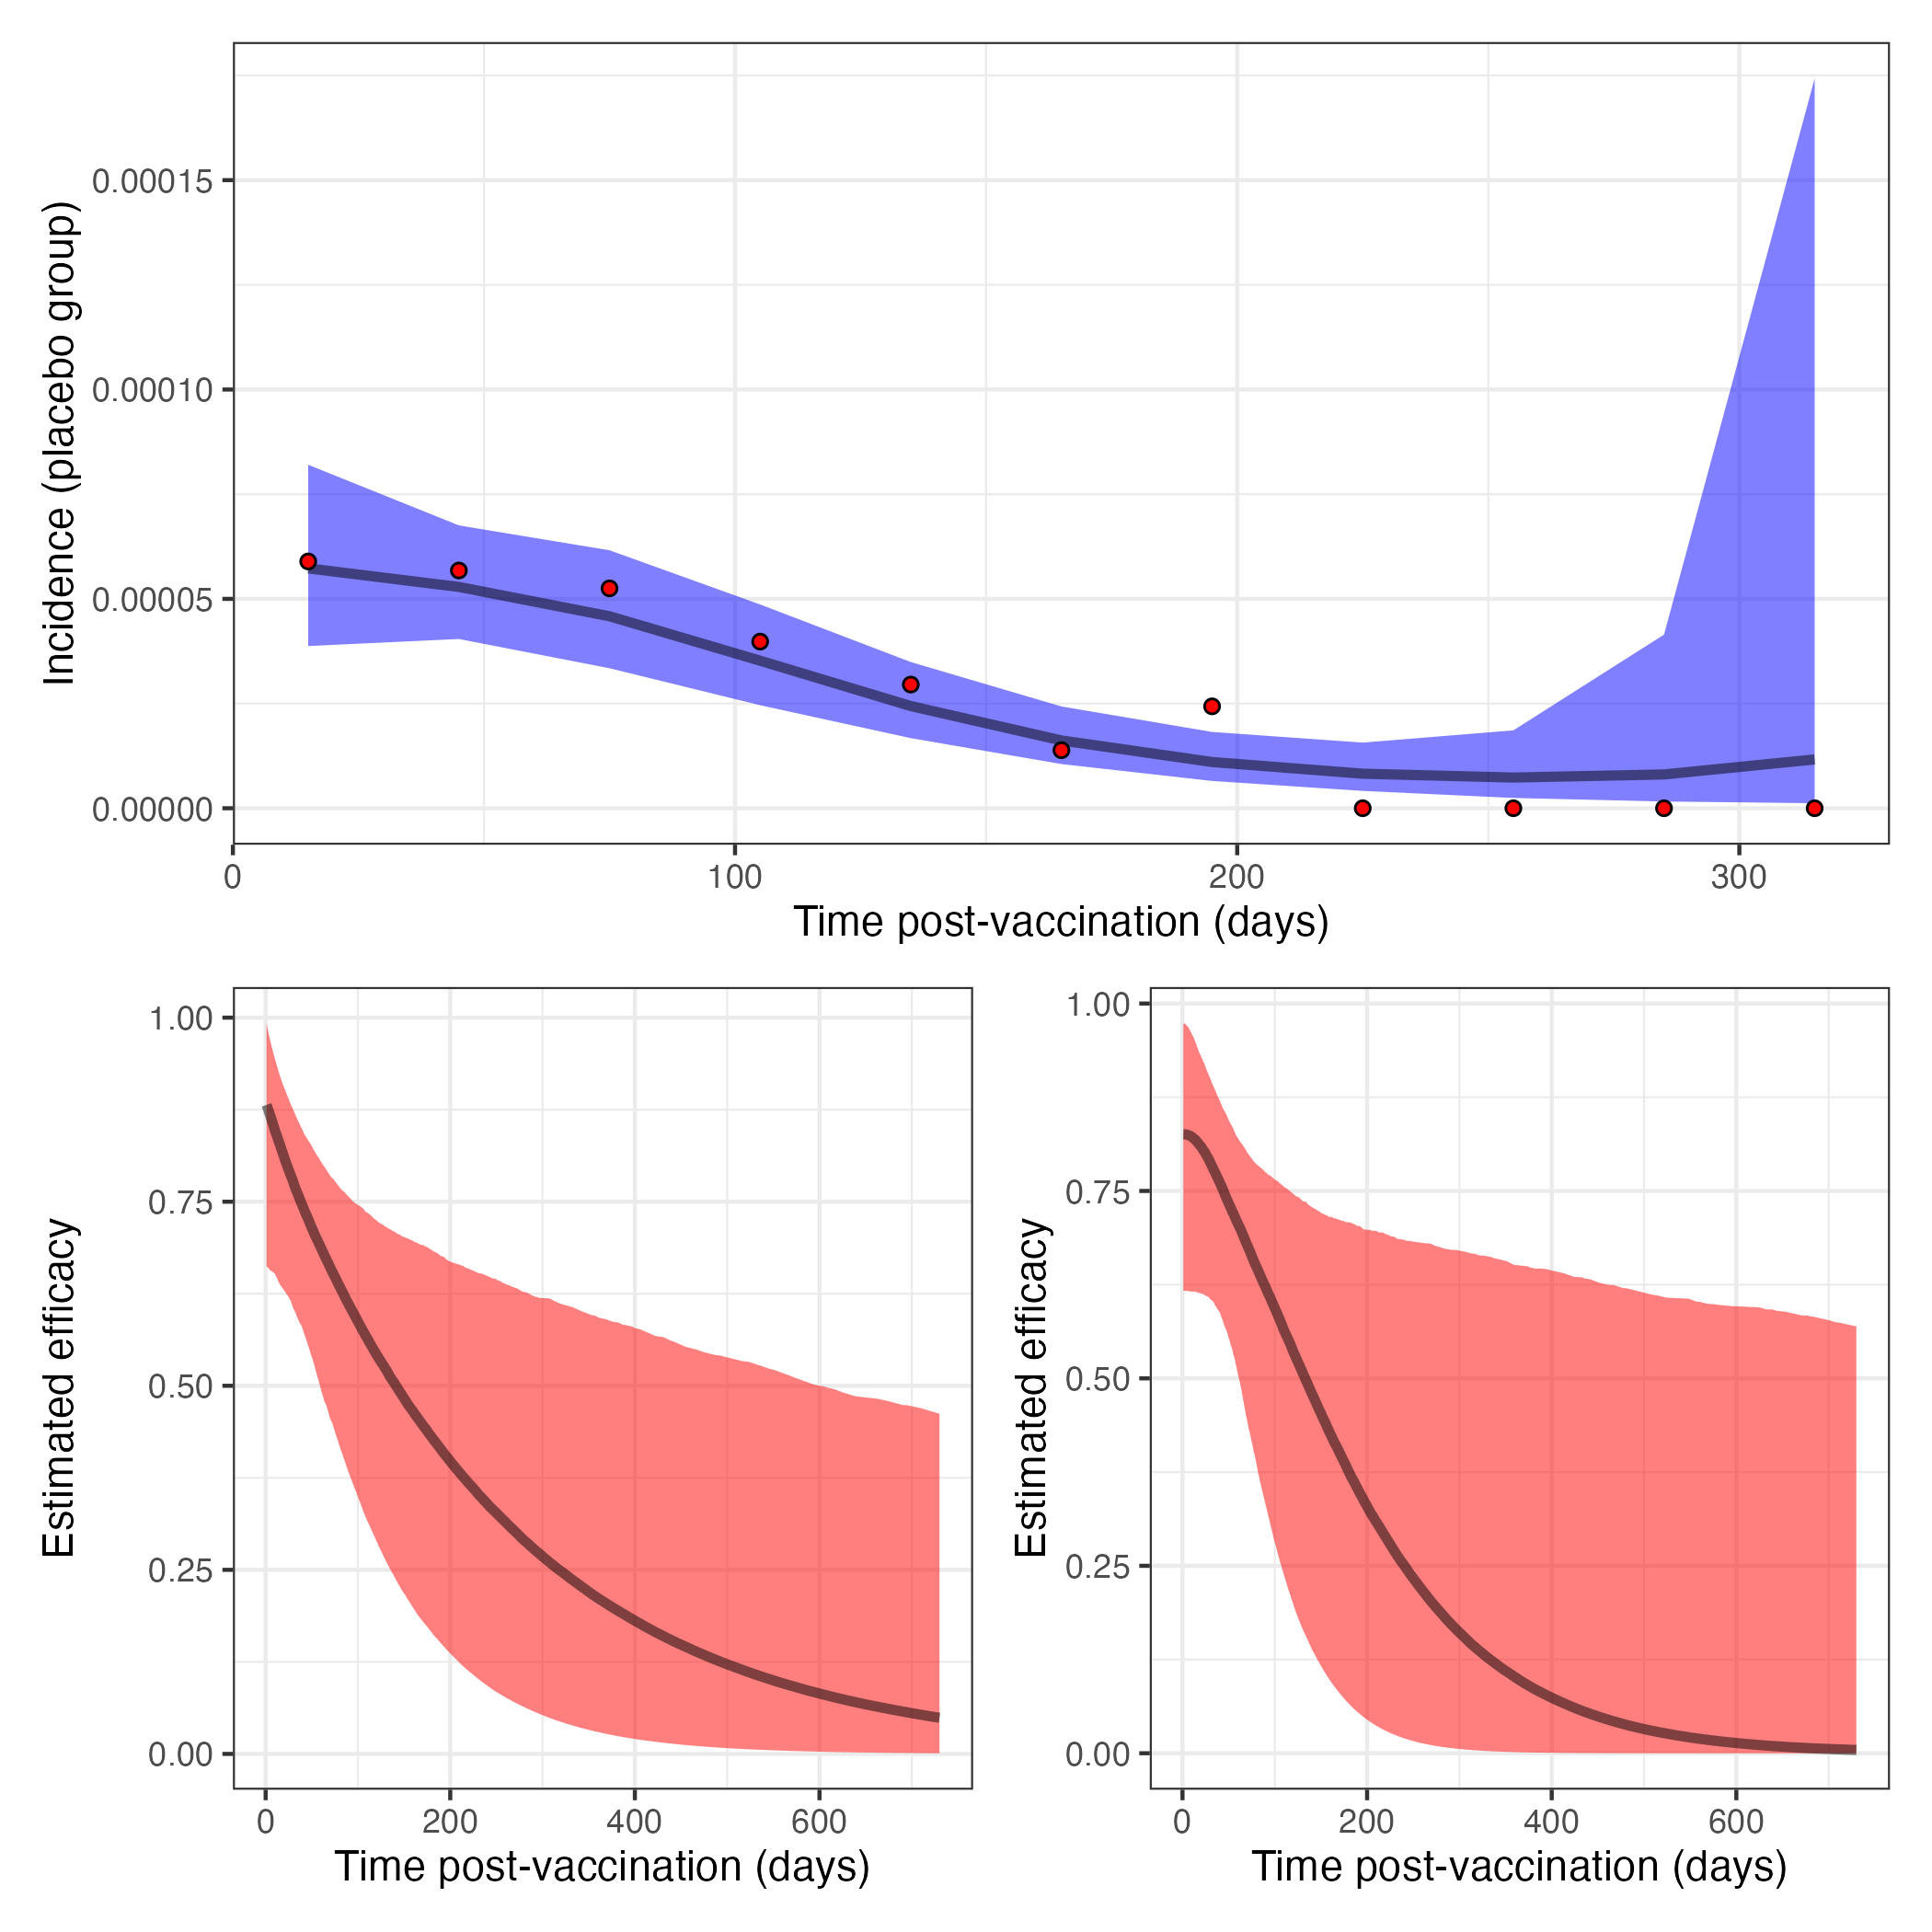 Incidence (placebo group)
0.00015
0.00010
0.00005
0.00000
0 100 200 300
Time post-vaccination (days)
Estimated efficacy
1.00
0.75
0.50
0.25
0.00
0 200 400 600
Time post-vaccination (days)
Estimated efficacy
1.00
0.75
0.50
0.25
0.00
0 200 400 600
Time post-vaccination (days)